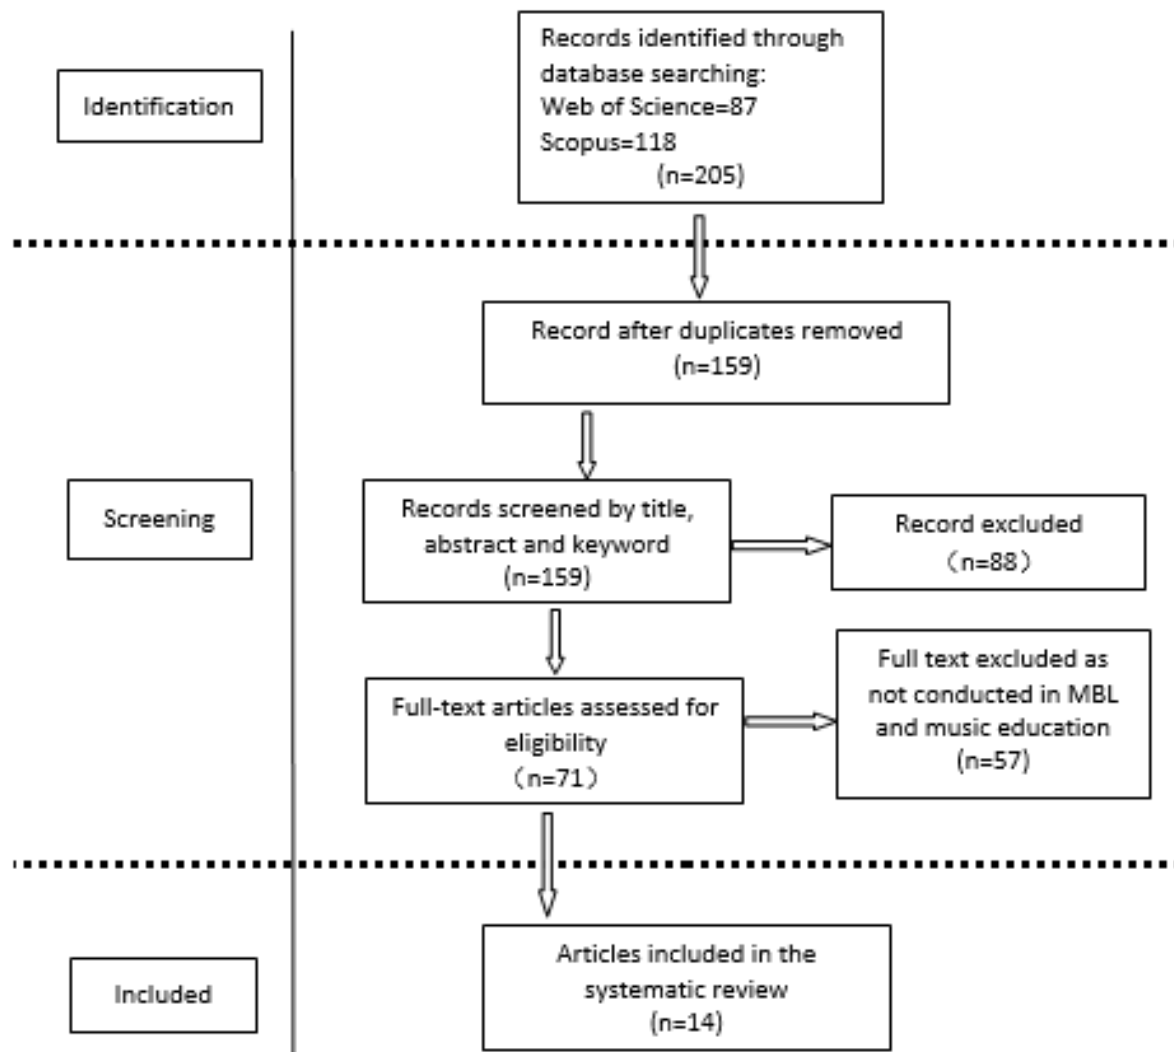 Identification
Records identified through
database searching:
Web of Science=87
Scopus=118
(n=205)
Record after duplicates removed
(n=159)
Screening
Records screened by title,
abstract and keyword
(n=159)
Record excluded
（n=88）
Full-text articles assessed for
eligibility
（n=71）
Full text excluded as
not conducted in MBL
and music education
(n=57)
Included
Articles included in the
systematic review
(n=14)